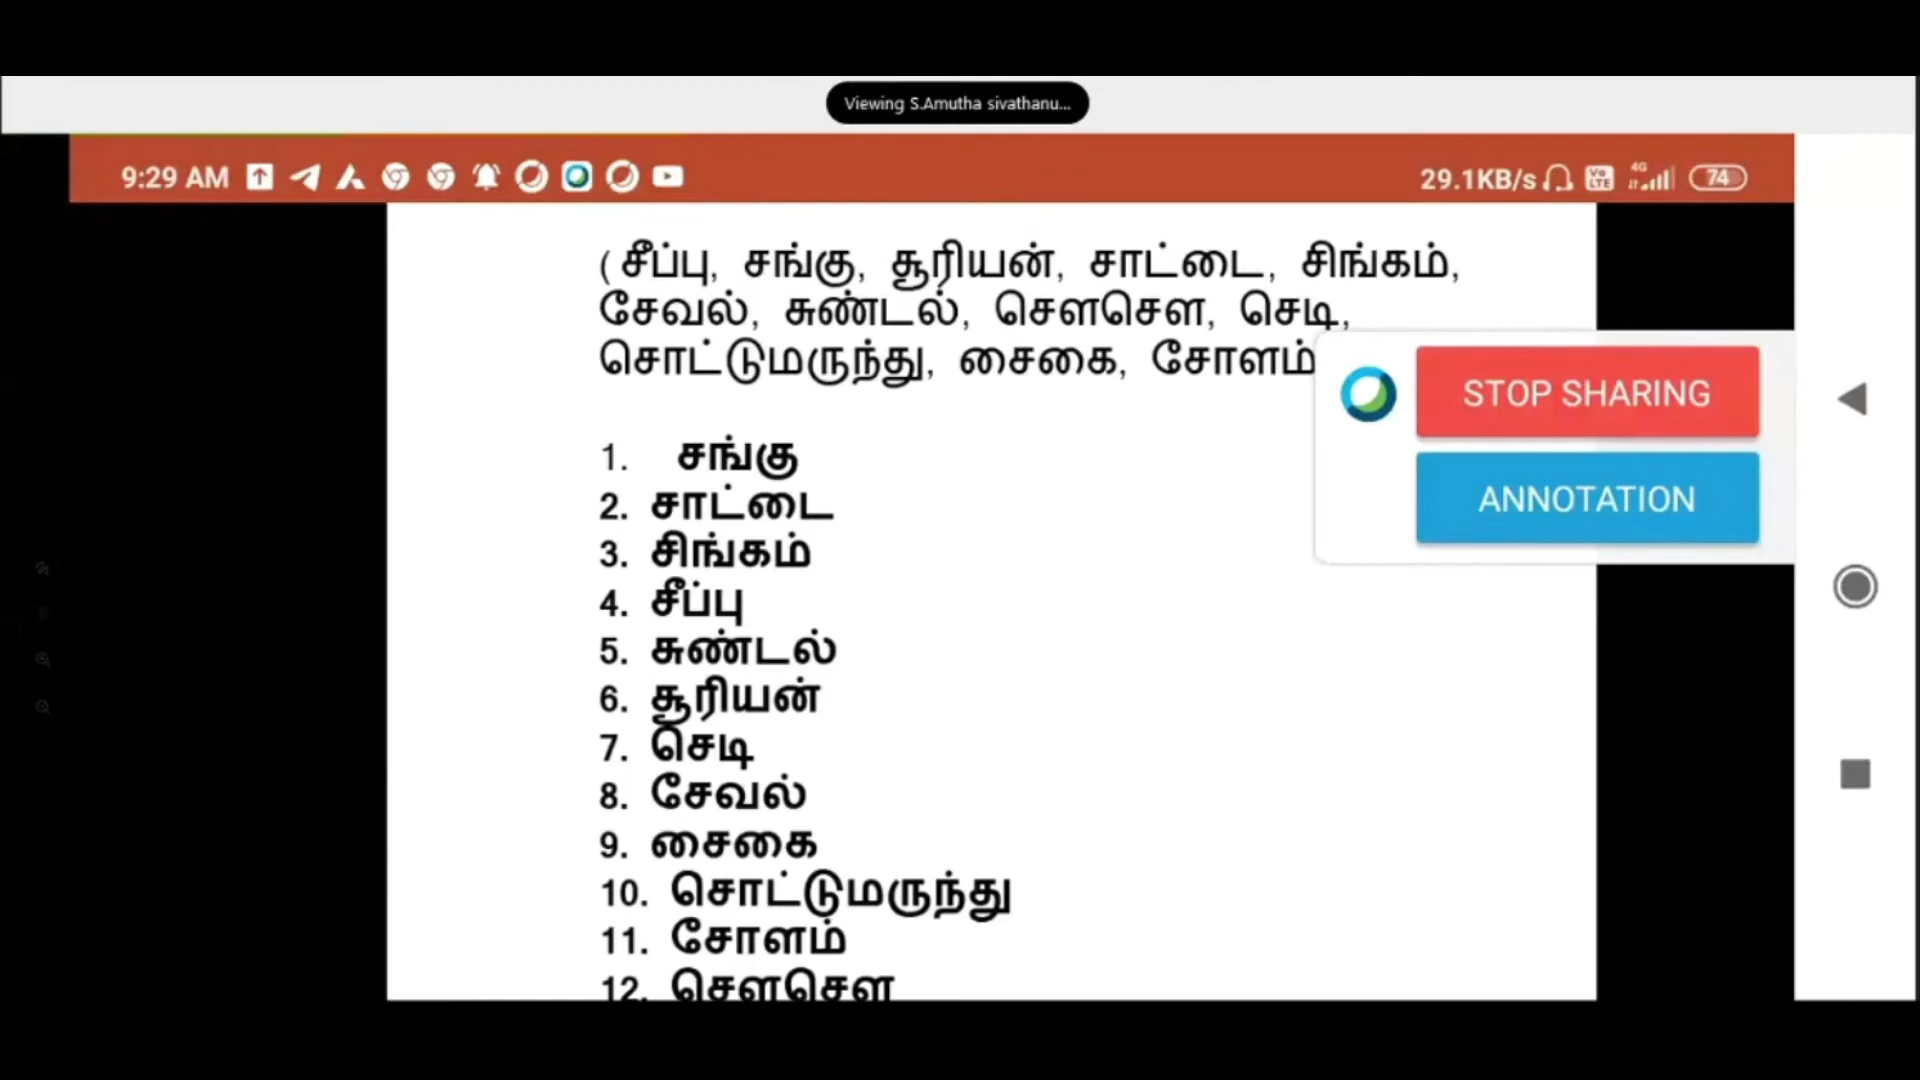 Viewing S.Amutha sivathanu...
9:29 AM 29.1KB/s VoLTE 4G 74
( சீப்பு, சங்கு, சூரியன், சாட்டை, சிங்கம்,
சேவல், சுண்டல், சௌசௌ, செடி,
சொட்டுமருந்து, சைகை, சோளம்
STOP SHARING
ANNOTATION
1. சங்கு
2. சாட்டை
3. சிங்கம்
4. சீப்பு
5. சுண்டல்
6. சூரியன்
7. செடி
8. சேவல்
9. சைகை
10. சொட்டுமருந்து
11. சோளம்
12. சௌசௌ